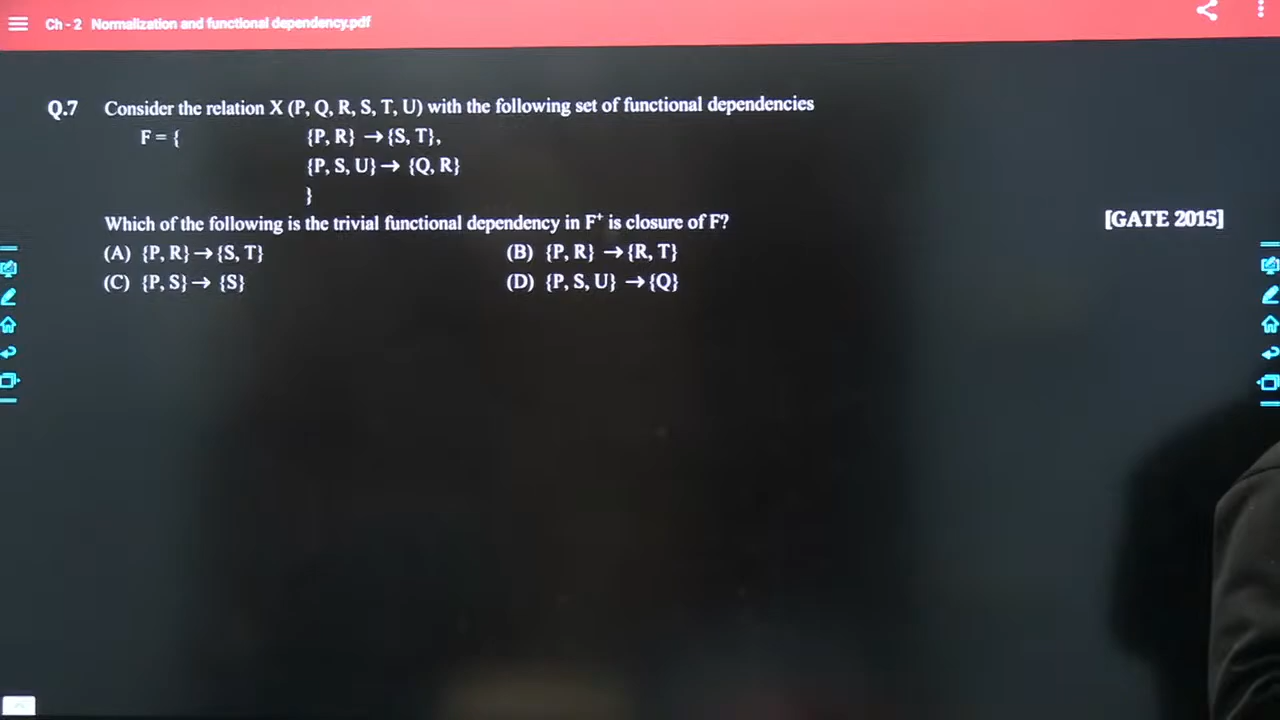 Ch - 2 Normalization and functional dependency.pdf
Q.7 Consider the relation X (P, Q, R, S, T, U) with the following set of functional dependencies
F = { {P, R} → {S, T},
{P, S, U} → {Q, R}
}
Which of the following is the trivial functional dependency in F⁺ is closure of F? [GATE 2015]
(A) {P, R} → {S, T} (B) {P, R} → {R, T}
(C) {P, S} → {S} (D) {P, S, U} → {Q}